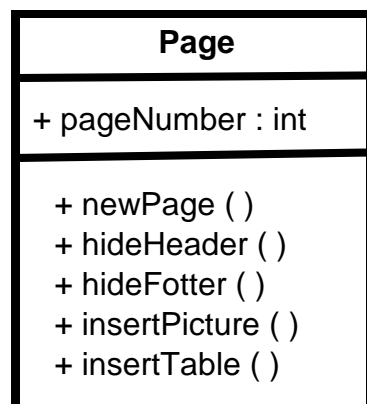 Page
+ pageNumber : int
+ newPage ( )
+ hideHeader ( )
+ hideFotter ( )
+ insertPicture ( )
+ insertTable ( )